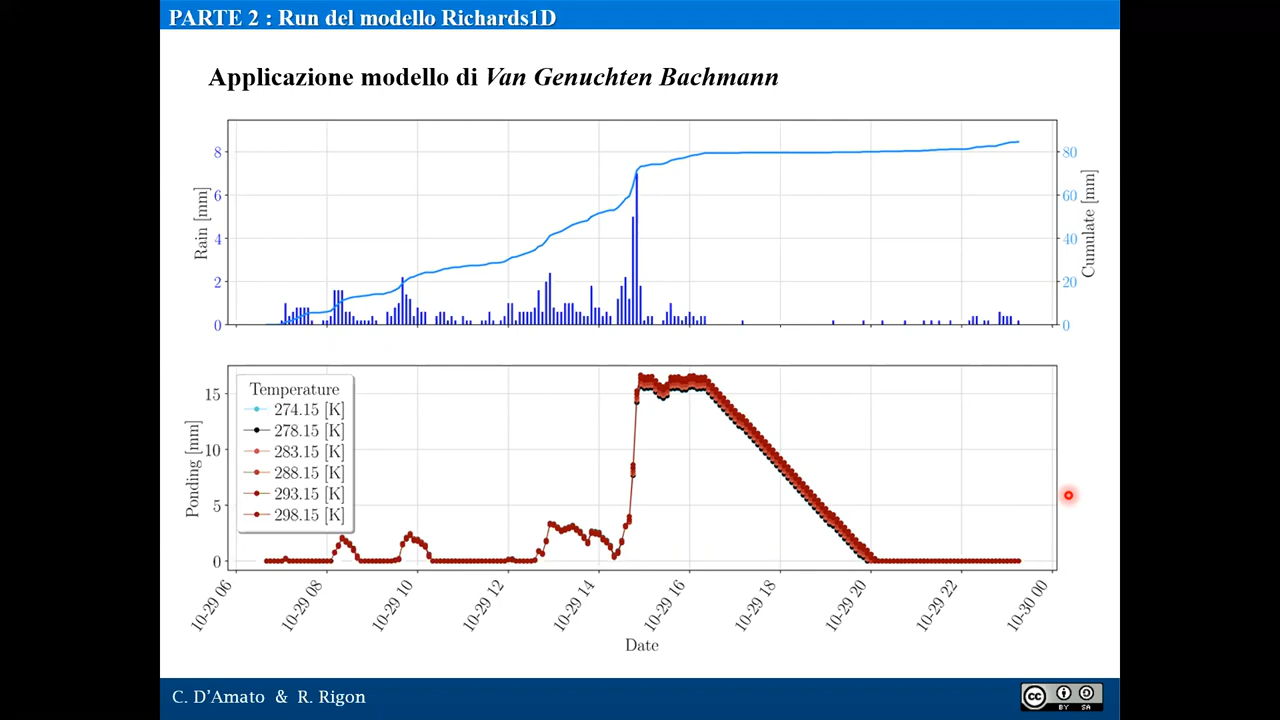 PARTE 2 : Run del modello Richards1D
Applicazione modello di Van Genuchten Bachmann
8
6
4
2
0
Rain [mm]
80
60
40
20
0
Cumulate [mm]
15
10
5
0
Ponding [mm]
Temperature
274.15 [K]
278.15 [K]
283.15 [K]
288.15 [K]
293.15 [K]
298.15 [K]
10-29 06
10-29 08
10-29 10
10-29 12
10-29 14
10-29 16
10-29 18
10-29 20
10-29 22
10-30 00
Date
C. D'Amato & R. Rigon
cc
BY SA